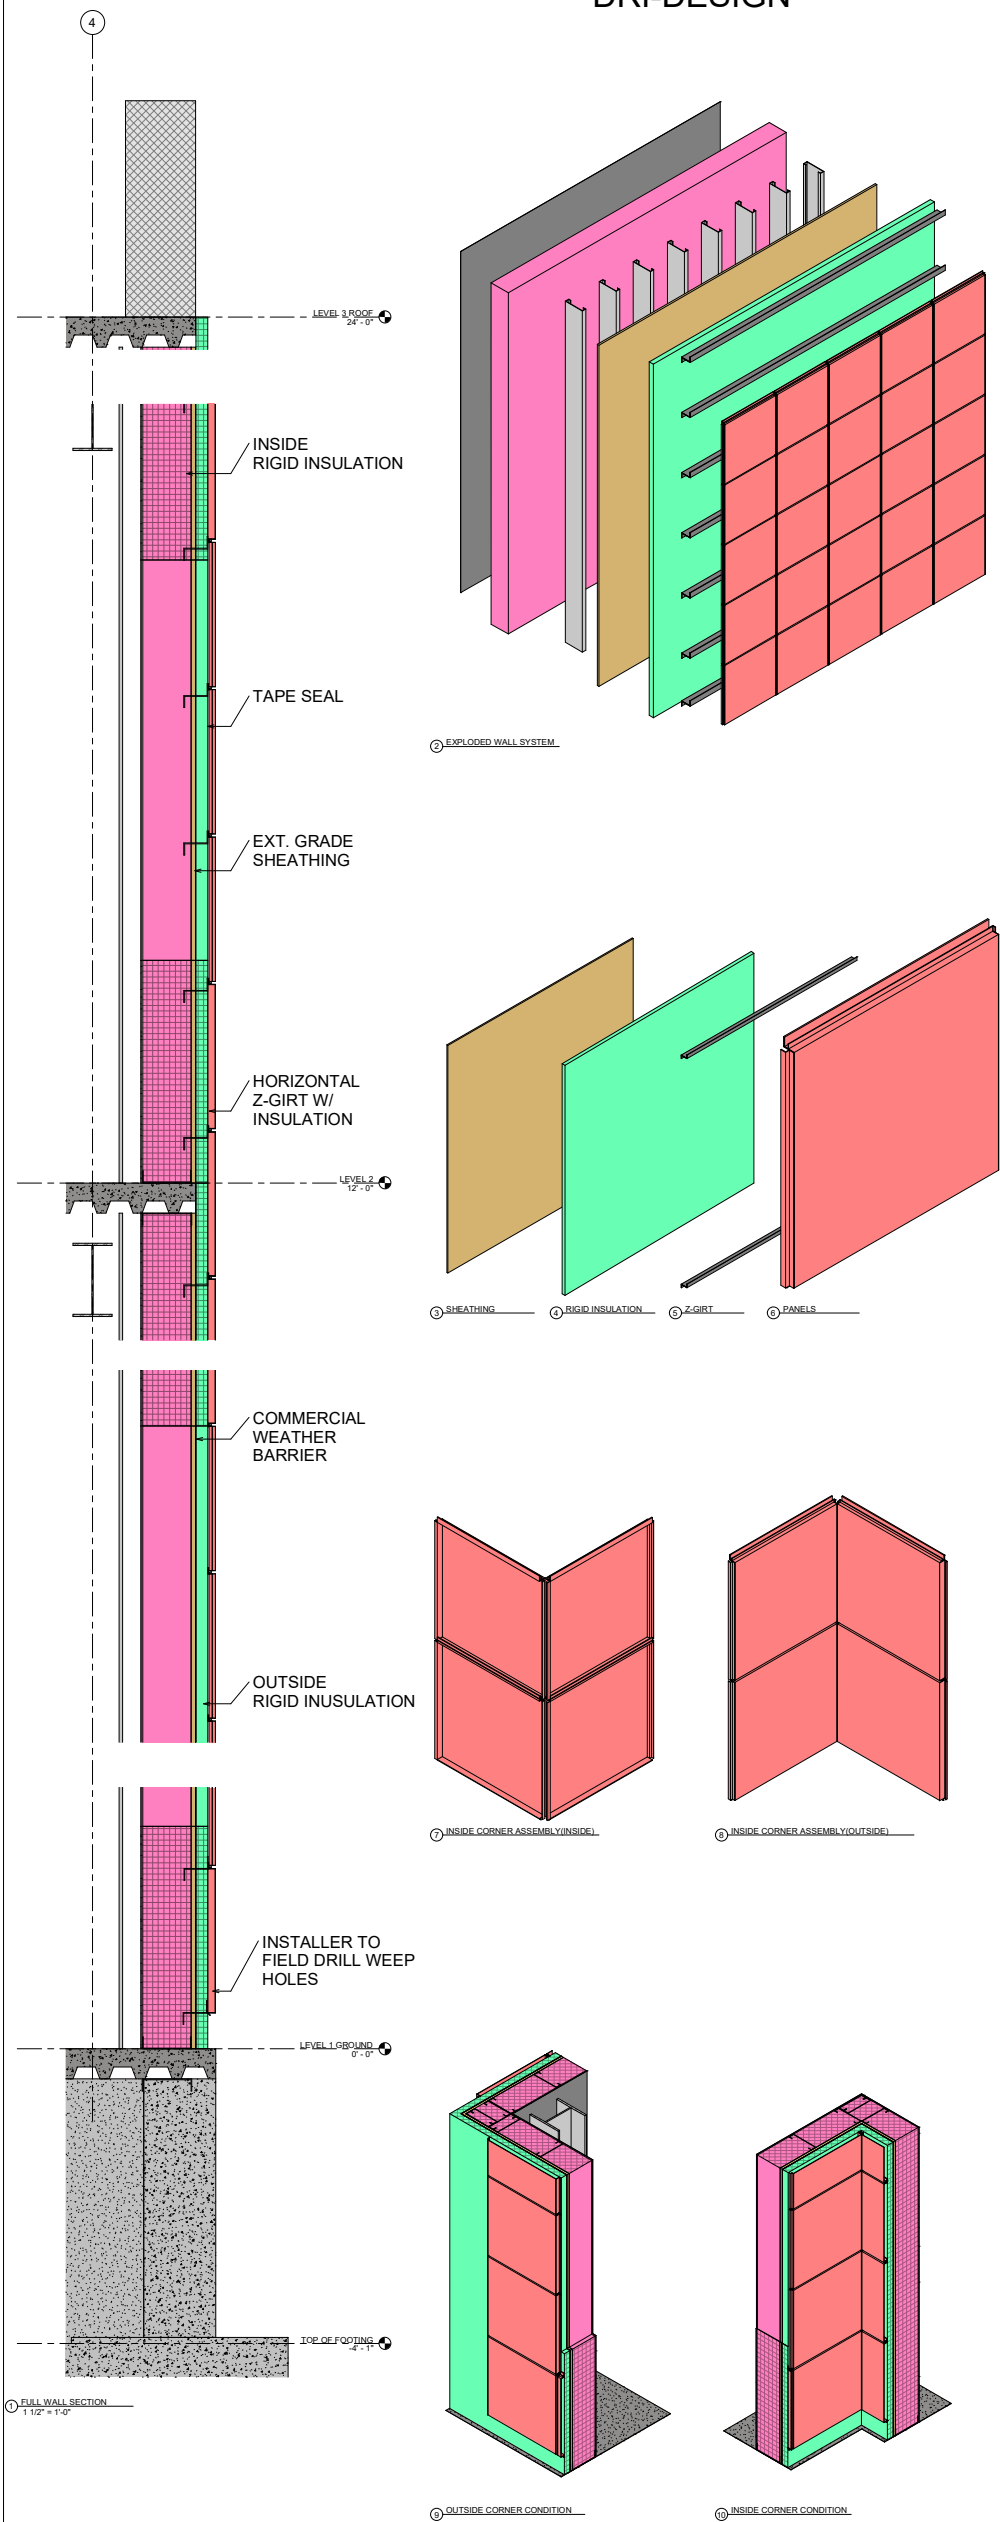 DRI-DESIGN
4
LEVEL 3 ROOF
24' - 0"
INSIDE
RIGID INSULATION
TAPE SEAL
EXT. GRADE
SHEATHING
HORIZONTAL
Z-GIRT W/
INSULATION
LEVEL 2
12' - 0"
COMMERCIAL
WEATHER
BARRIER
OUTSIDE
RIGID INUSULATION
INSTALLER TO
FIELD DRILL WEEP
HOLES
LEVEL 1 GROUND
0' - 0"
TOP OF FOOTING
-4' - 1"
1 FULL WALL SECTION
1 1/2" = 1'-0"
2 EXPLODED WALL SYSTEM
3 SHEATHING
4 RIGID INSULATION
5 Z-GIRT
6 PANELS
7 INSIDE CORNER ASSEMBLY(INSIDE)
8 INSIDE CORNER ASSEMBLY(OUTSIDE)
9 OUTSIDE CORNER CONDITION
10 INSIDE CORNER CONDITION